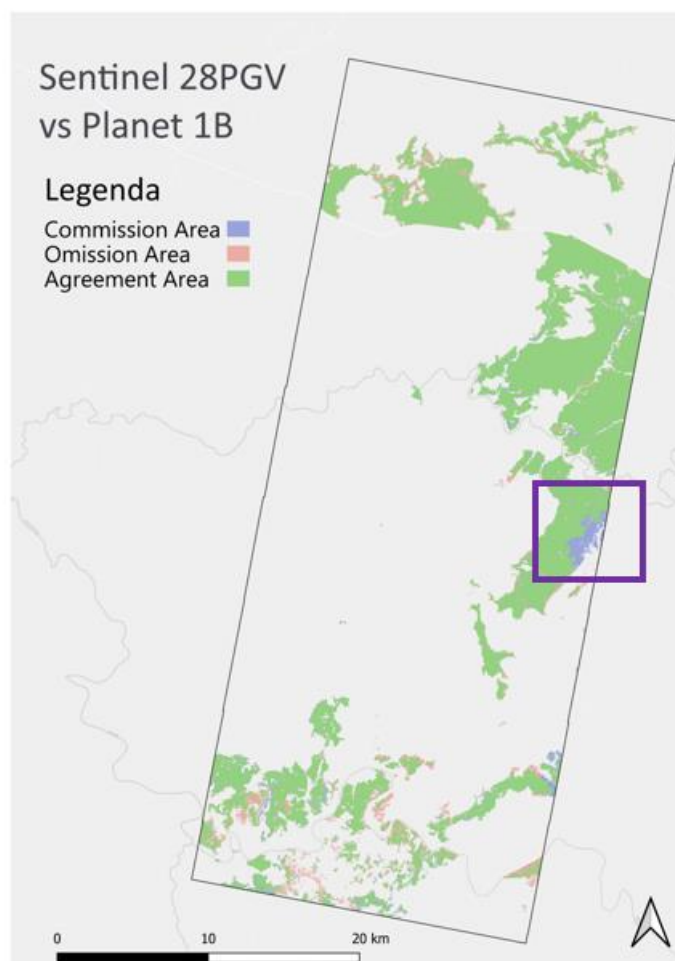 Sentinel 28PGV
vs Planet 1B
Legenda
Commission Area
Omission Area
Agreement Area
0 10 20 km